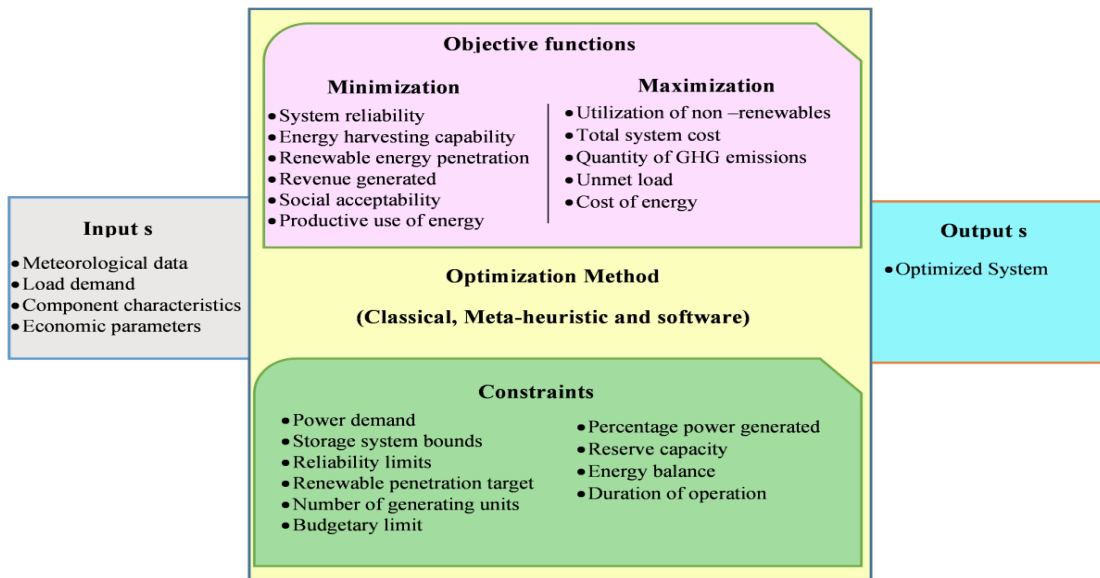 Objective functions
Minimization
• System reliability
• Energy harvesting capability
• Renewable energy penetration
• Revenue generated
• Social acceptability
• Productive use of energy
Maximization
• Utilization of non –renewables
• Total system cost
• Quantity of GHG emissions
• Unmet load
• Cost of energy
Input s
• Meteorological data
• Load demand
• Component characteristics
• Economic parameters
Optimization Method
(Classical, Meta-heuristic and software)
Output s
• Optimized System
Constraints
• Power demand
• Storage system bounds
• Reliability limits
• Renewable penetration target
• Number of generating units
• Budgetary limit
• Percentage power generated
• Reserve capacity
• Energy balance
• Duration of operation